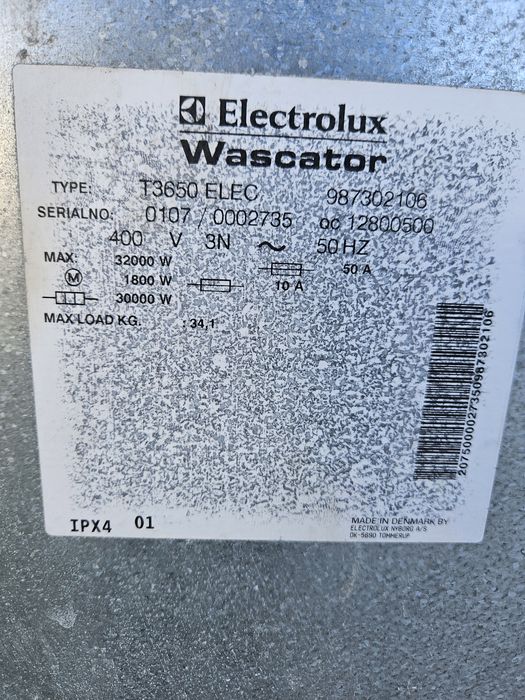 Electrolux
Wascator
TYPE: T3650 ELEC 987302106
SERIALNO: 0107 / 0002735 oc 12800500
400 V 3N ~ 50 HZ
MAX: 32000 W 50 A
M 1800 W 10 A
30000 W
MAX LOAD KG. : 34,1
2075000027350987302106
IPX4 01
MADE IN DENMARK BY
ELECTROLUX NYBORG A/S
DK-5690 TOMMERUP